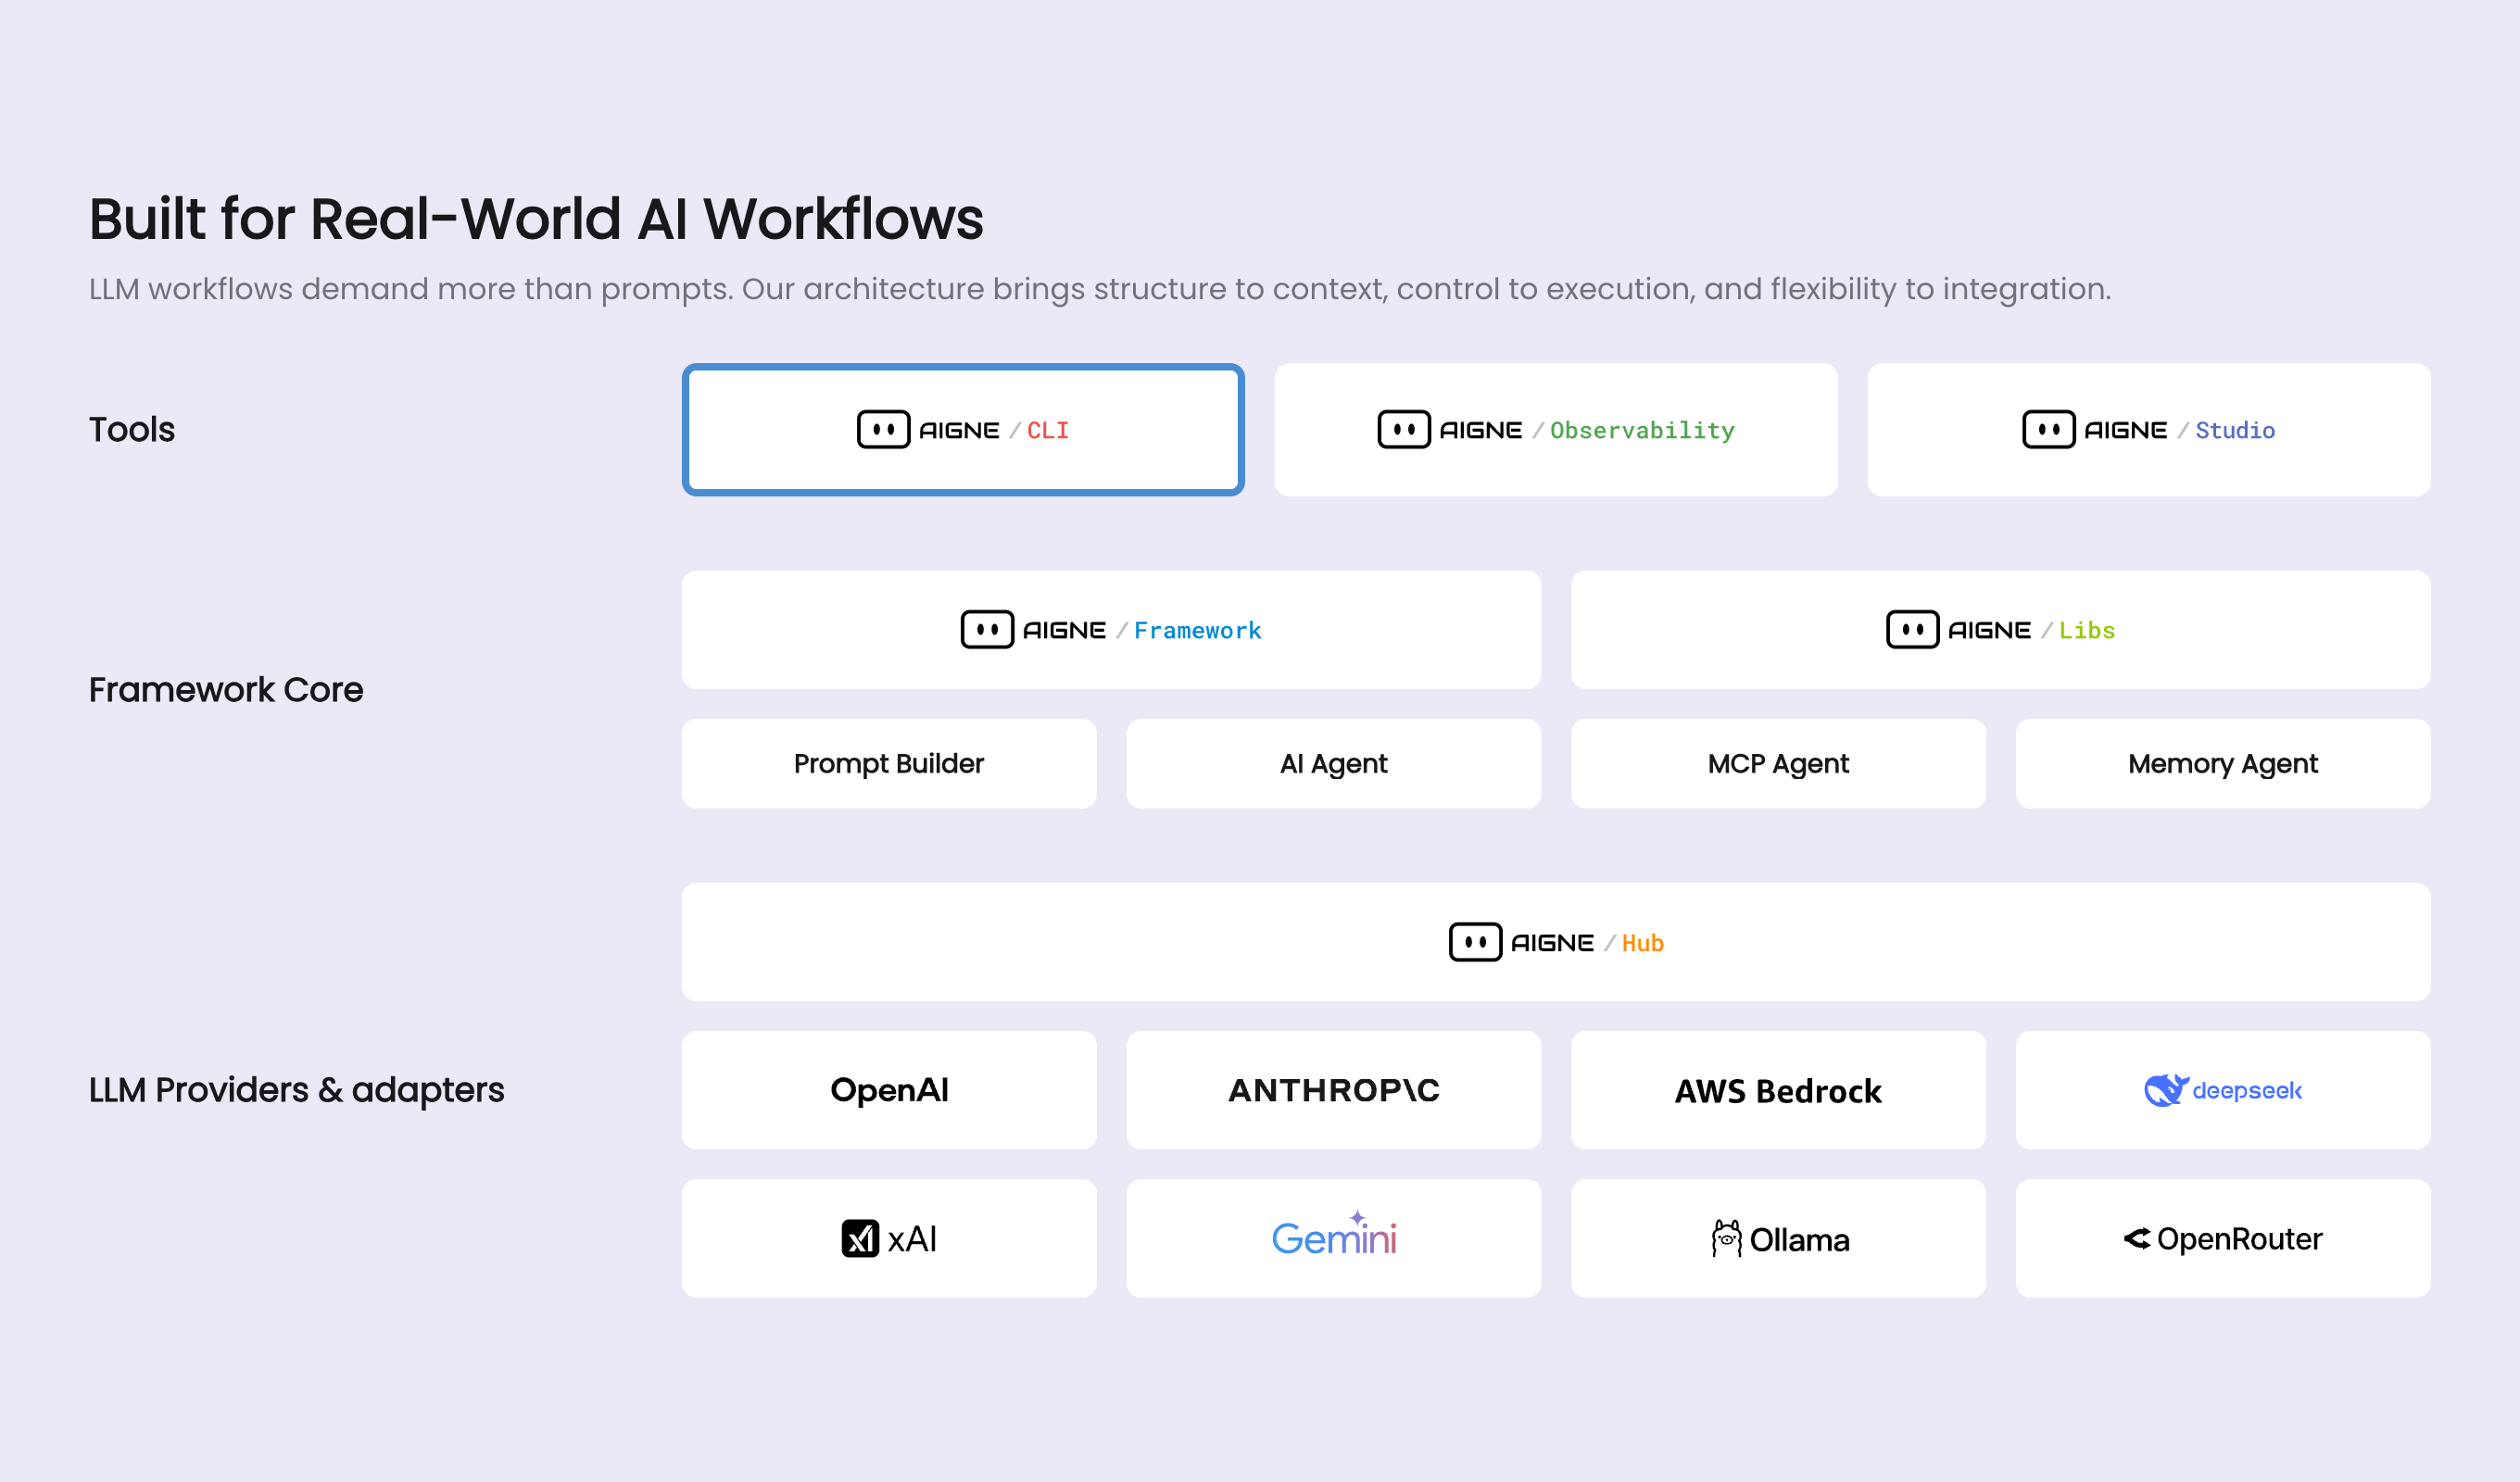 Built for Real-World AI Workflows
LLM workflows demand more than prompts. Our architecture brings structure to context, control to execution, and flexibility to integration.
Tools
AIGNE / CLI
AIGNE / Observability
AIGNE / Studio
Framework Core
AIGNE / Framework
AIGNE / Libs
Prompt Builder
AI Agent
MCP Agent
Memory Agent
AIGNE / Hub
LLM Providers & adapters
OpenAI
ANTHROP\C
AWS Bedrock
deepseek
xAI
Gemini
Ollama
OpenRouter